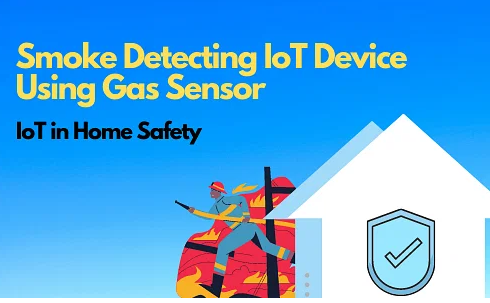 Smoke Detecting IoT Device
Using Gas Sensor
IoT in Home Safety